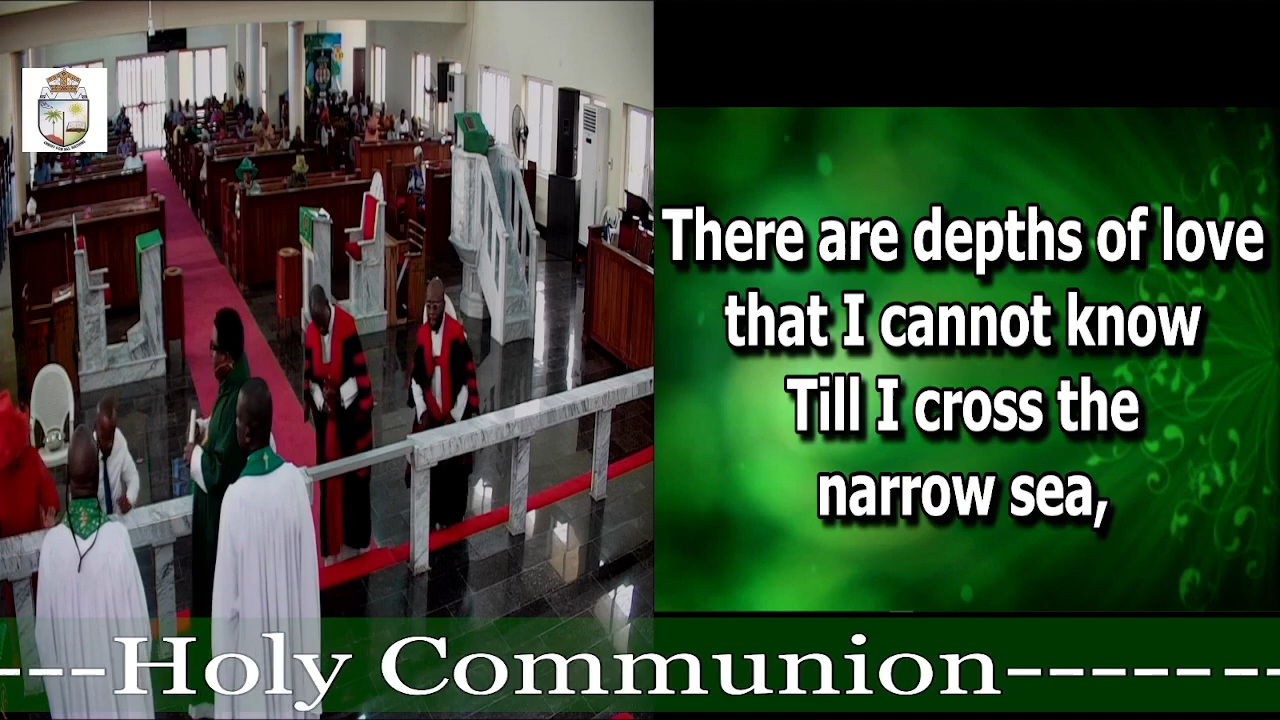 There are depths of love
that I cannot know
Till I cross the
narrow sea,
---Holy Communion-------